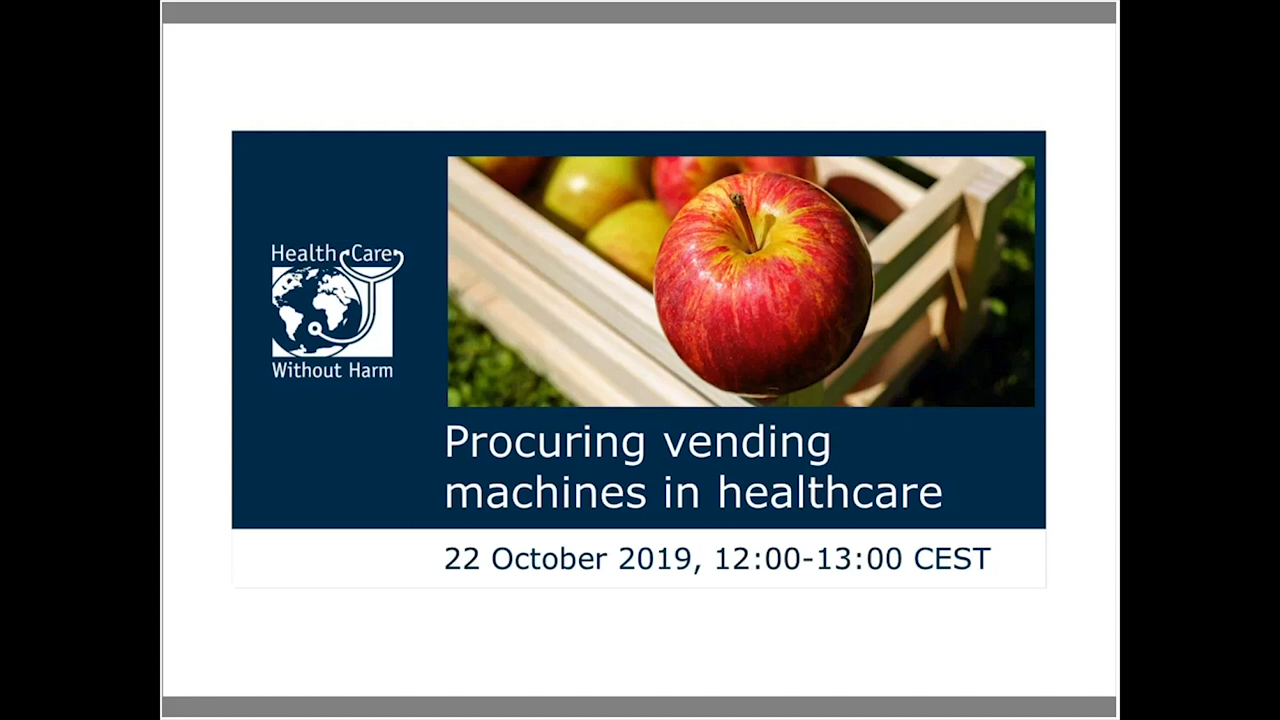 Health Care
Without Harm
Procuring vending
machines in healthcare
22 October 2019, 12:00-13:00 CEST